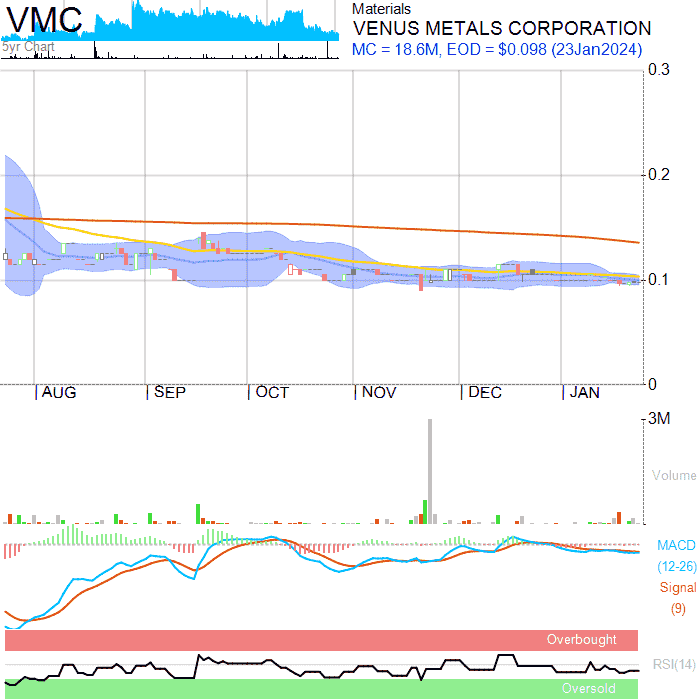 VMC
5yr Chart
Materials
VENUS METALS CORPORATION
MC = 18.6M, EOD = $0.098 (23Jan2024)
0.3
0.2
0.1
0
AUG SEP OCT NOV DEC JAN
3M
Volume
MACD
(12-26)
Signal
(9)
Overbought
RSI(14)
Oversold